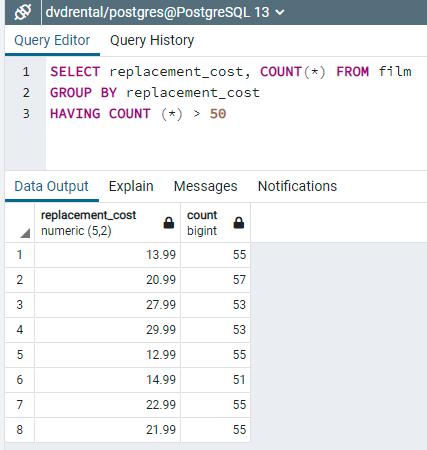 dvdrental/postgres@PostgreSQL 13
Query Editor Query History
1 SELECT replacement_cost, COUNT(*) FROM film
2 GROUP BY replacement_cost
3 HAVING COUNT (*) > 50
Data Output Explain Messages Notifications
replacement_cost count
numeric (5,2) bigint
1 13.99 55
2 20.99 57
3 27.99 53
4 29.99 53
5 12.99 55
6 14.99 51
7 22.99 55
8 21.99 55